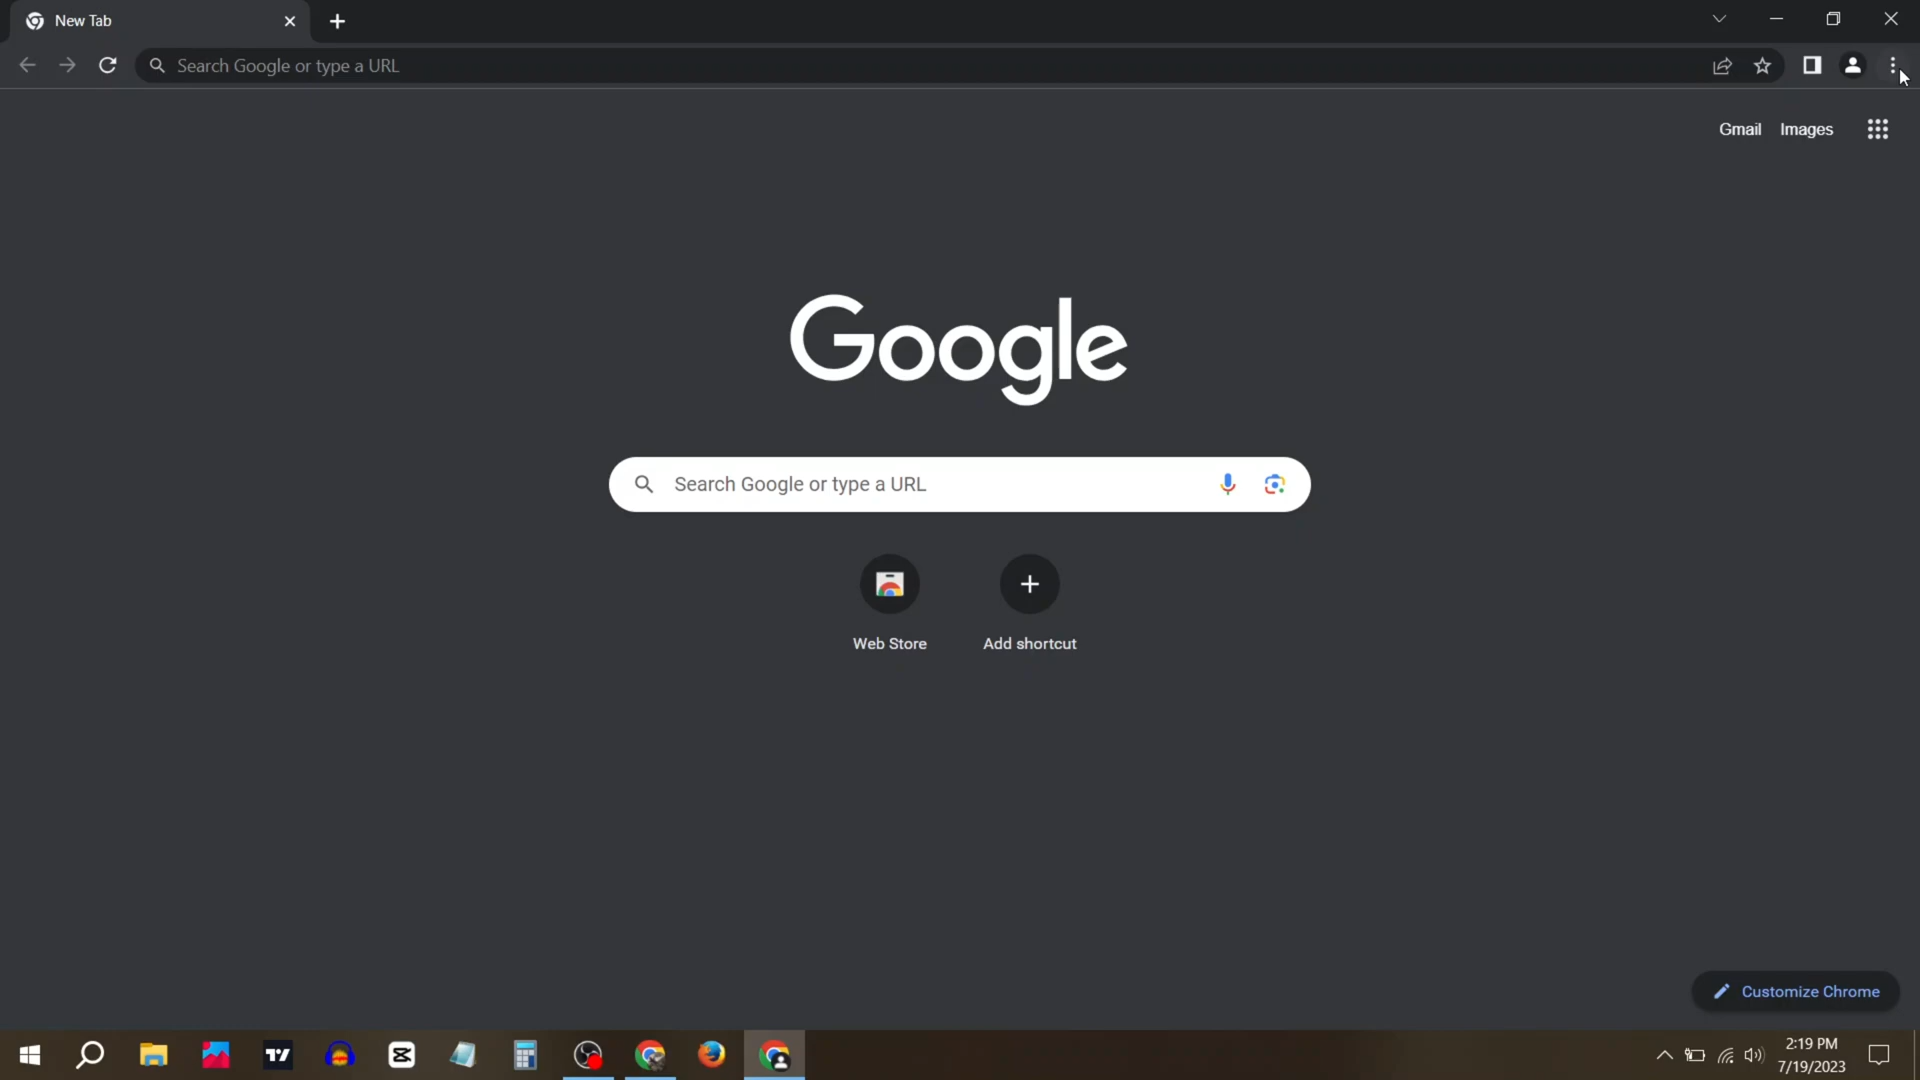 New Tab
Search Google or type a URL
Gmail Images
Google
Search Google or type a URL
Web Store Add shortcut
Customize Chrome
2:19 PM
7/19/2023